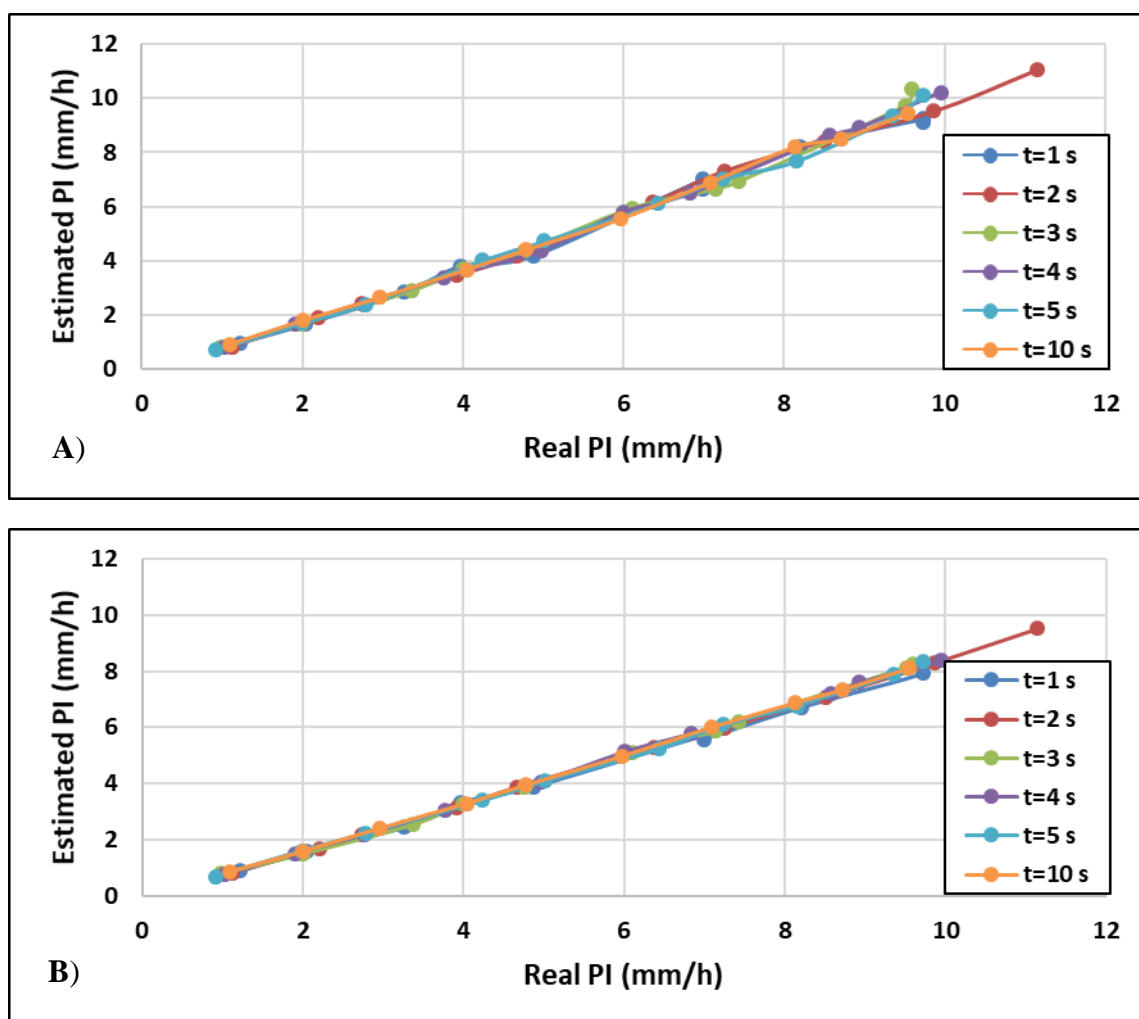 12
10
8
6
4
2
0
Estimated PI (mm/h)
t=1 s
t=2 s
t=3 s
t=4 s
t=5 s
t=10 s
0 2 4 6 8 10 12
A) Real PI (mm/h)
12
10
8
6
4
2
0
Estimated PI (mm/h)
t=1 s
t=2 s
t=3 s
t=4 s
t=5 s
t=10 s
0 2 4 6 8 10 12
B) Real PI (mm/h)